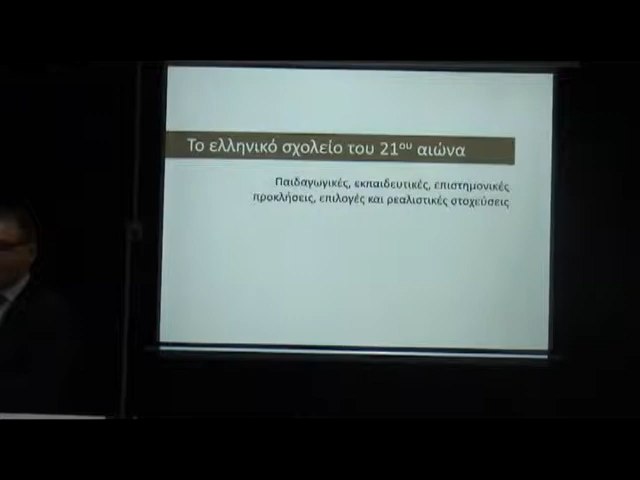 Το ελληνικό σχολείο του 21ου αιώνα
Παιδαγωγικές, εκπαιδευτικές, επιστημονικές
προκλήσεις, επιλογές και ρεαλιστικές στοχεύσεις